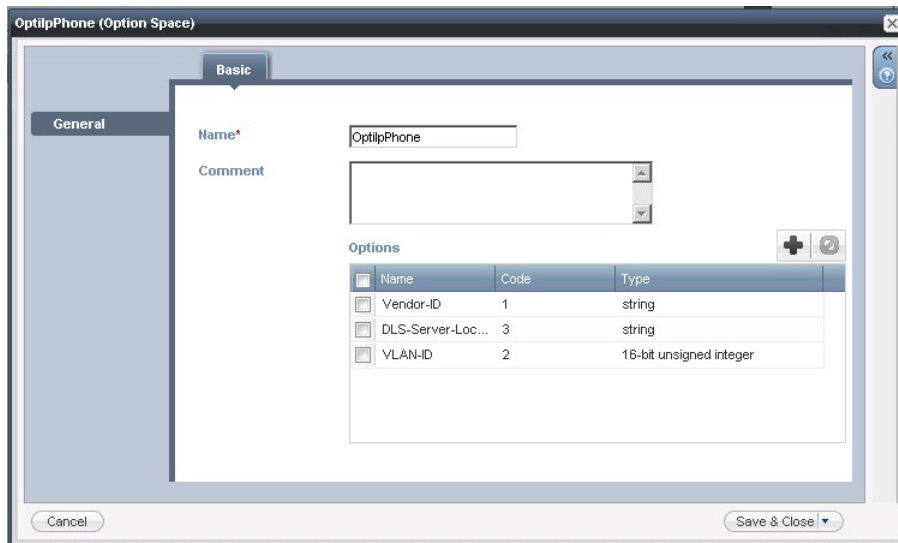 OptiIpPhone (Option Space)
Basic
General
Name*
OptiIpPhone
Comment
Options
Name Code Type
Vendor-ID 1 string
DLS-Server-Loc... 3 string
VLAN-ID 2 16-bit unsigned integer
Cancel
Save & Close